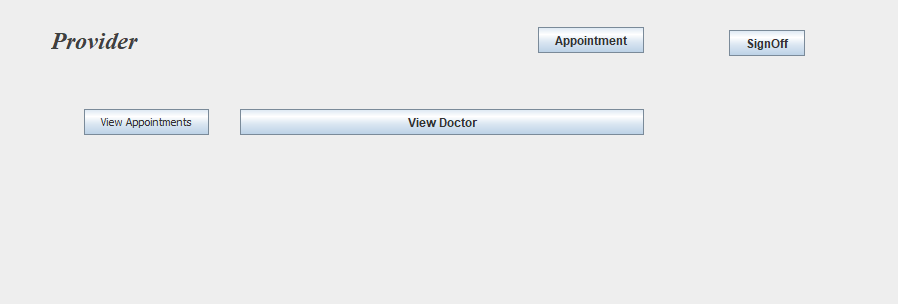 Provider
Appointment
SignOff
View Appointments
View Doctor